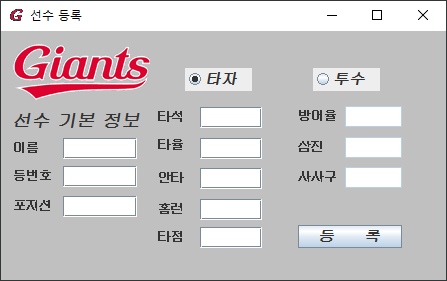 선수 등록
Giants
타자
투수
선수 기본 정보
이름
등번호
포지션
타석
타율
안타
홈런
타점
방어율
삼진
사사구
등 록